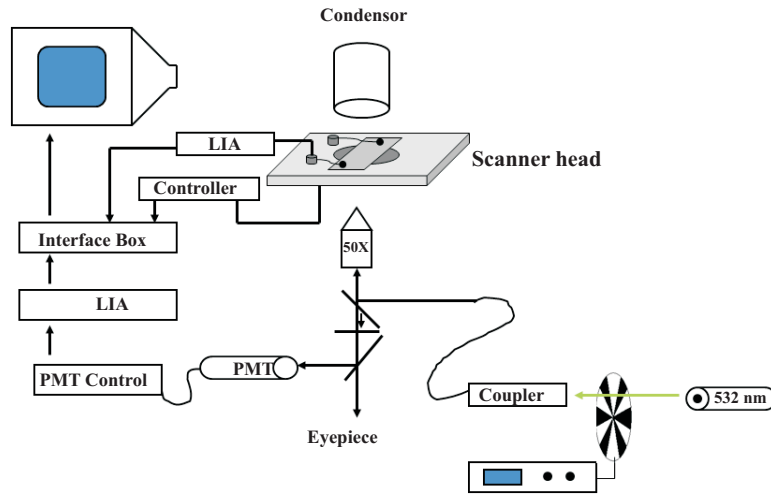 Condensor
LIA
Scanner head
Controller
Interface Box
50X
LIA
PMT
PMT Control
Coupler
532 nm
Eyepiece